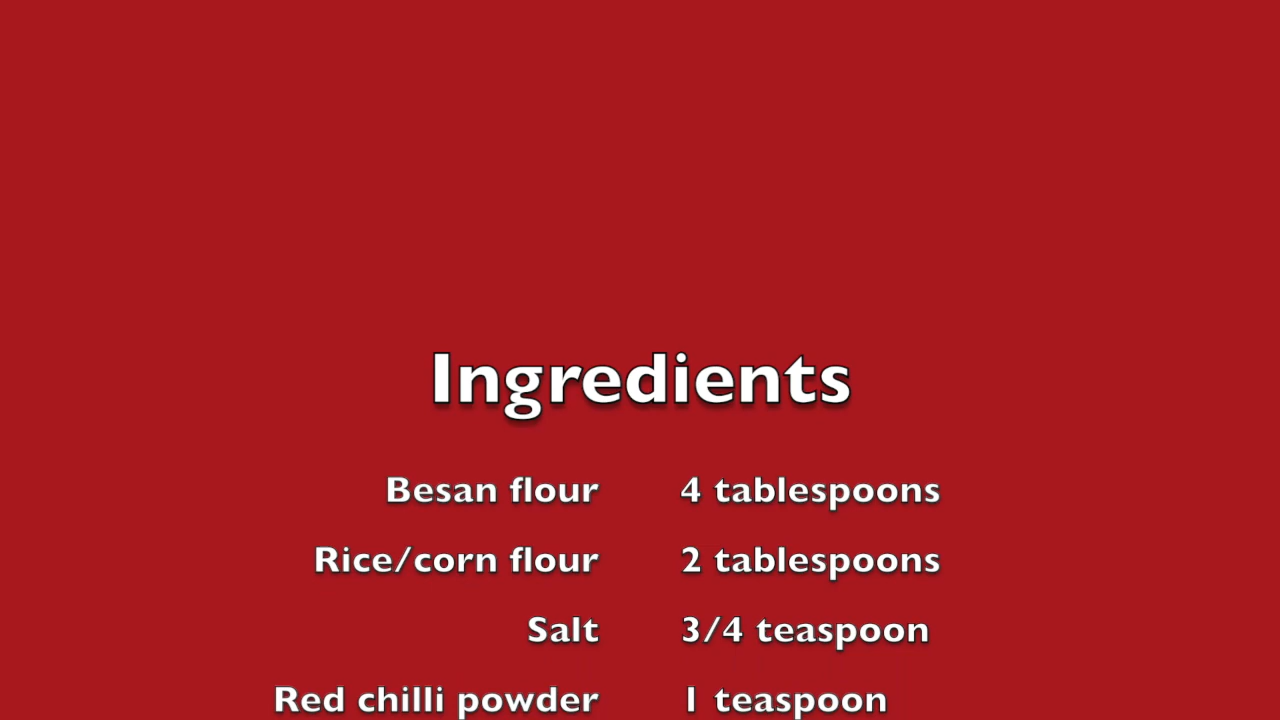 Ingredients
Besan flour 4 tablespoons
Rice/corn flour 2 tablespoons
Salt 3/4 teaspoon
Red chilli powder 1 teaspoon